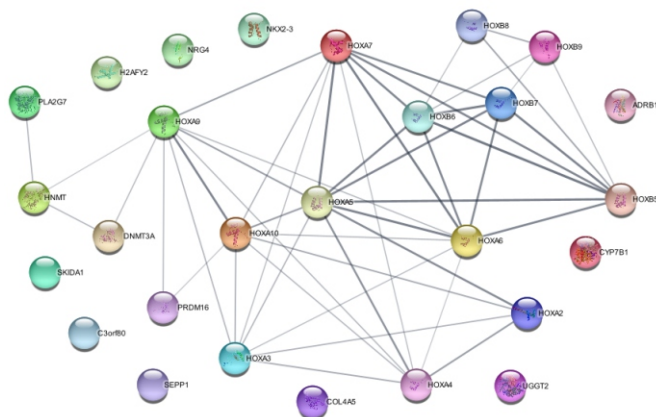 NKX2-3
HOXB8
NRG4
HOXA7
HOXB9
H2AFY2
PLA2G7
HOXB7
ADRB1
HOXA9
HOXB6
HNMT
HOXA5
HOXB5
DNMT3A
HOXA10
HOXA6
CYP7B1
SKIDA1
PRDM16
HOXA2
C3orf80
HOXA3
SEPP1
HOXA4
UGGT2
COL4A5